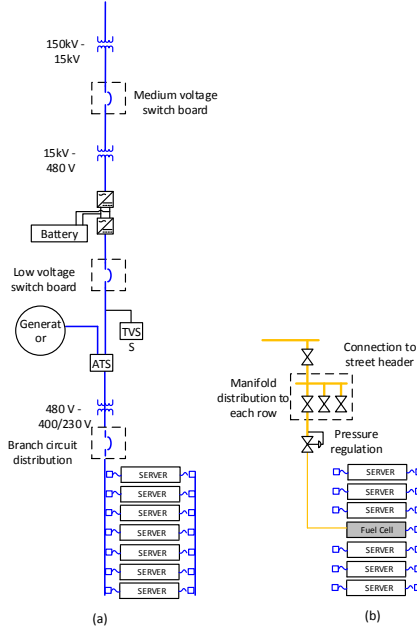 150kV -
15kV
Medium voltage
switch board
15kV -
480 V
Battery
Low voltage
switch board
Generat
or
TVS
S
ATS
480 V -
400/230 V
Branch circuit
distribution
SERVER
SERVER
SERVER
SERVER
SERVER
SERVER
SERVER
(a)
Connection to
street header
Manifold
distribution to
each row
Pressure
regulation
SERVER
SERVER
SERVER
Fuel Cell
SERVER
SERVER
SERVER
(b)